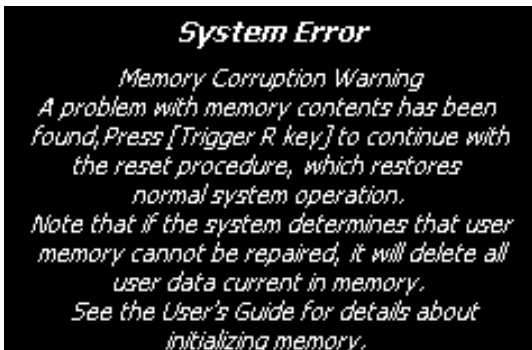 System Error
Memory Corruption Warning
A problem with memory contents has been
found,Press [Trigger R key] to continue with
the reset procedure, which restores
normal system operation.
Note that if the system determines that user
memory cannot be repaired, it will delete all
user data current in memory.
See the User's Guide for details about
initializing memory.